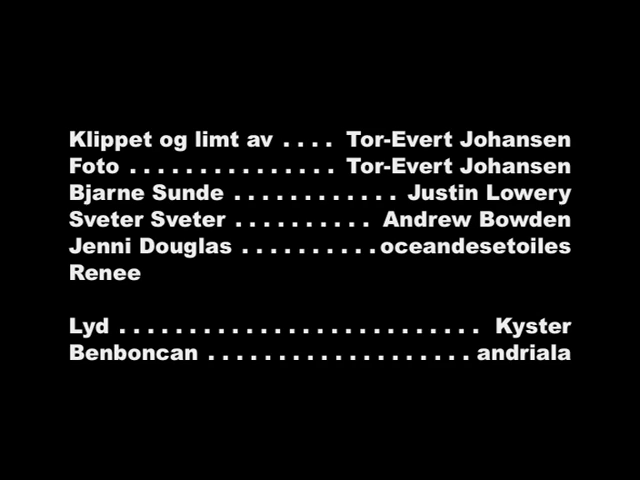 Klippet og limt av . . . . Tor-Evert Johansen
Foto . . . . . . . . . . . . . . . Tor-Evert Johansen
Bjarne Sunde . . . . . . . . . . . . Justin Lowery
Sveter Sveter . . . . . . . . . . Andrew Bowden
Jenni Douglas . . . . . . . . . . oceandesetoiles
Renee
Lyd . . . . . . . . . . . . . . . . . . . . . . . . . . Kyster
Benboncan . . . . . . . . . . . . . . . . . . . andriala